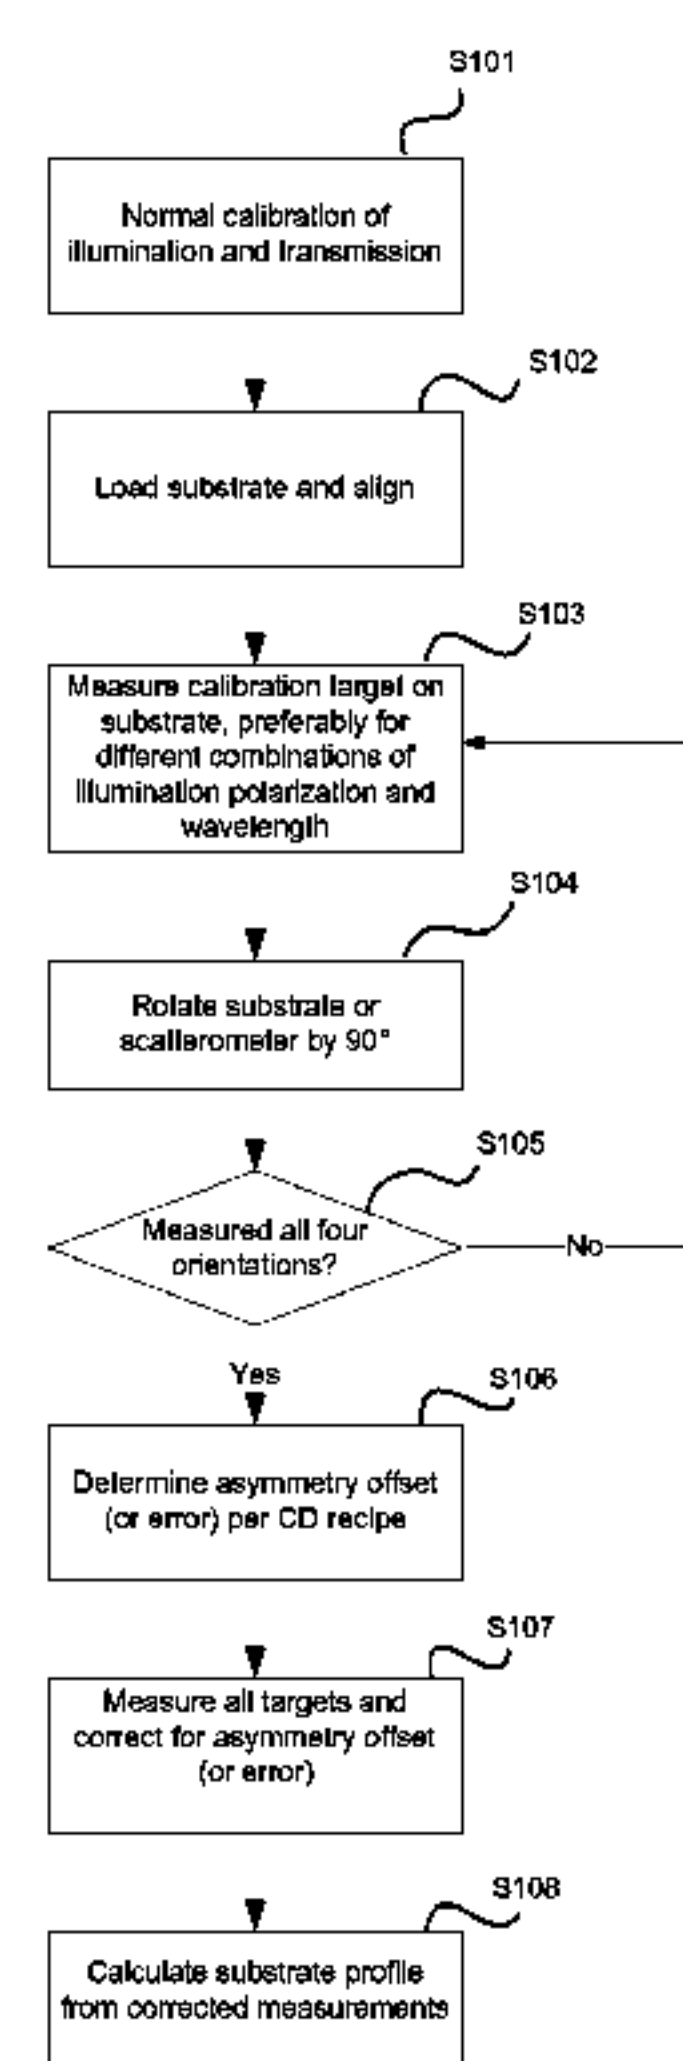 S101
Normal calibration of
illumination and transmission
S102
Load substrate and align
S103
Measure calibration target on
substrate, preferably for
different combinations of
illumination polarization and
wavelength
S104
Rotate substrate or
scatterometer by 90°
S105
Measured all four
orientations?
No
Yes
S106
Determine asymmetry offset
(or error) per CD recipe
S107
Measure all targets and
correct for asymmetry offset
(or error)
S108
Calculate substrate profile
from corrected measurements